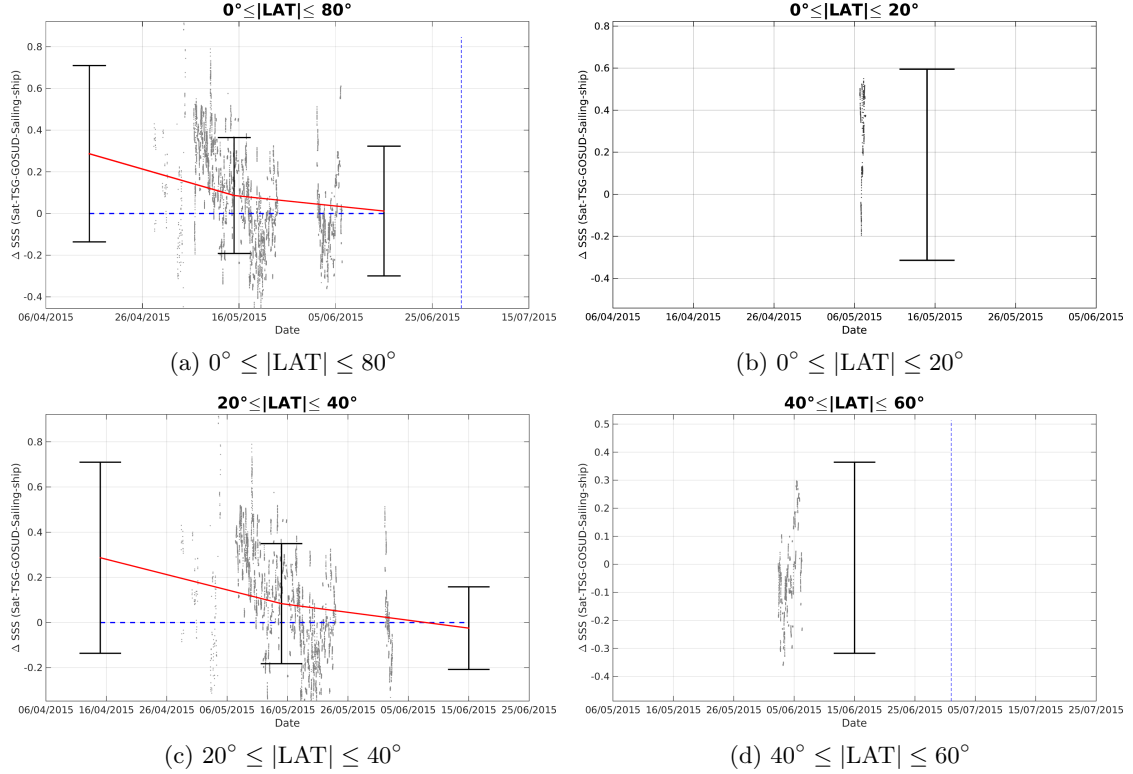 0°≤|LAT|≤ 80°
Δ SSS (Sat-TSG-GOSUD-Sailing-ship)
0.8
0.6
0.4
0.2
0
-0.2
-0.4
06/04/2015 26/04/2015 16/05/2015 05/06/2015 25/06/2015 15/07/2015
Date
(a) 0° ≤ |LAT| ≤ 80°
0°≤|LAT|≤ 20°
Δ SSS (Sat-TSG-GOSUD-Sailing-ship)
0.8
0.6
0.4
0.2
0
-0.2
-0.4
06/04/2015 16/04/2015 26/04/2015 06/05/2015 16/05/2015 26/05/2015 05/06/2015
Date
(b) 0° ≤ |LAT| ≤ 20°
20°≤|LAT|≤ 40°
Δ SSS (Sat-TSG-GOSUD-Sailing-ship)
0.8
0.6
0.4
0.2
0
-0.2
06/04/2015 16/04/2015 26/04/2015 06/05/2015 15/05/2015 26/05/2015 05/06/2015 15/06/2015 25/06/2015
Date
(c) 20° ≤ |LAT| ≤ 40°
40°≤|LAT|≤ 60°
Δ SSS (Sat-TSG-GOSUD-Sailing-ship)
0.5
0.4
0.3
0.2
0.1
0
-0.1
-0.2
-0.3
-0.4
06/05/2015 16/05/2015 26/05/2015 05/06/2015 15/06/2015 25/06/2015 05/07/2015 15/07/2015 25/07/2015
Date
(d) 40° ≤ |LAT| ≤ 60°